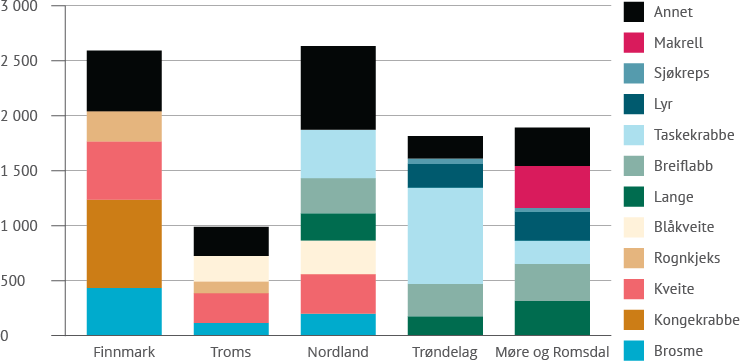 3 000
2 500
2 000
1 500
1 000
500
0
Finnmark
Troms
Nordland
Trøndelag
Møre og Romsdal
Annet
Makrell
Sjøkreps
Lyr
Taskekrabbe
Breiflabb
Lange
Blåkveite
Rognkjeks
Kveite
Kongekrabbe
Brosme